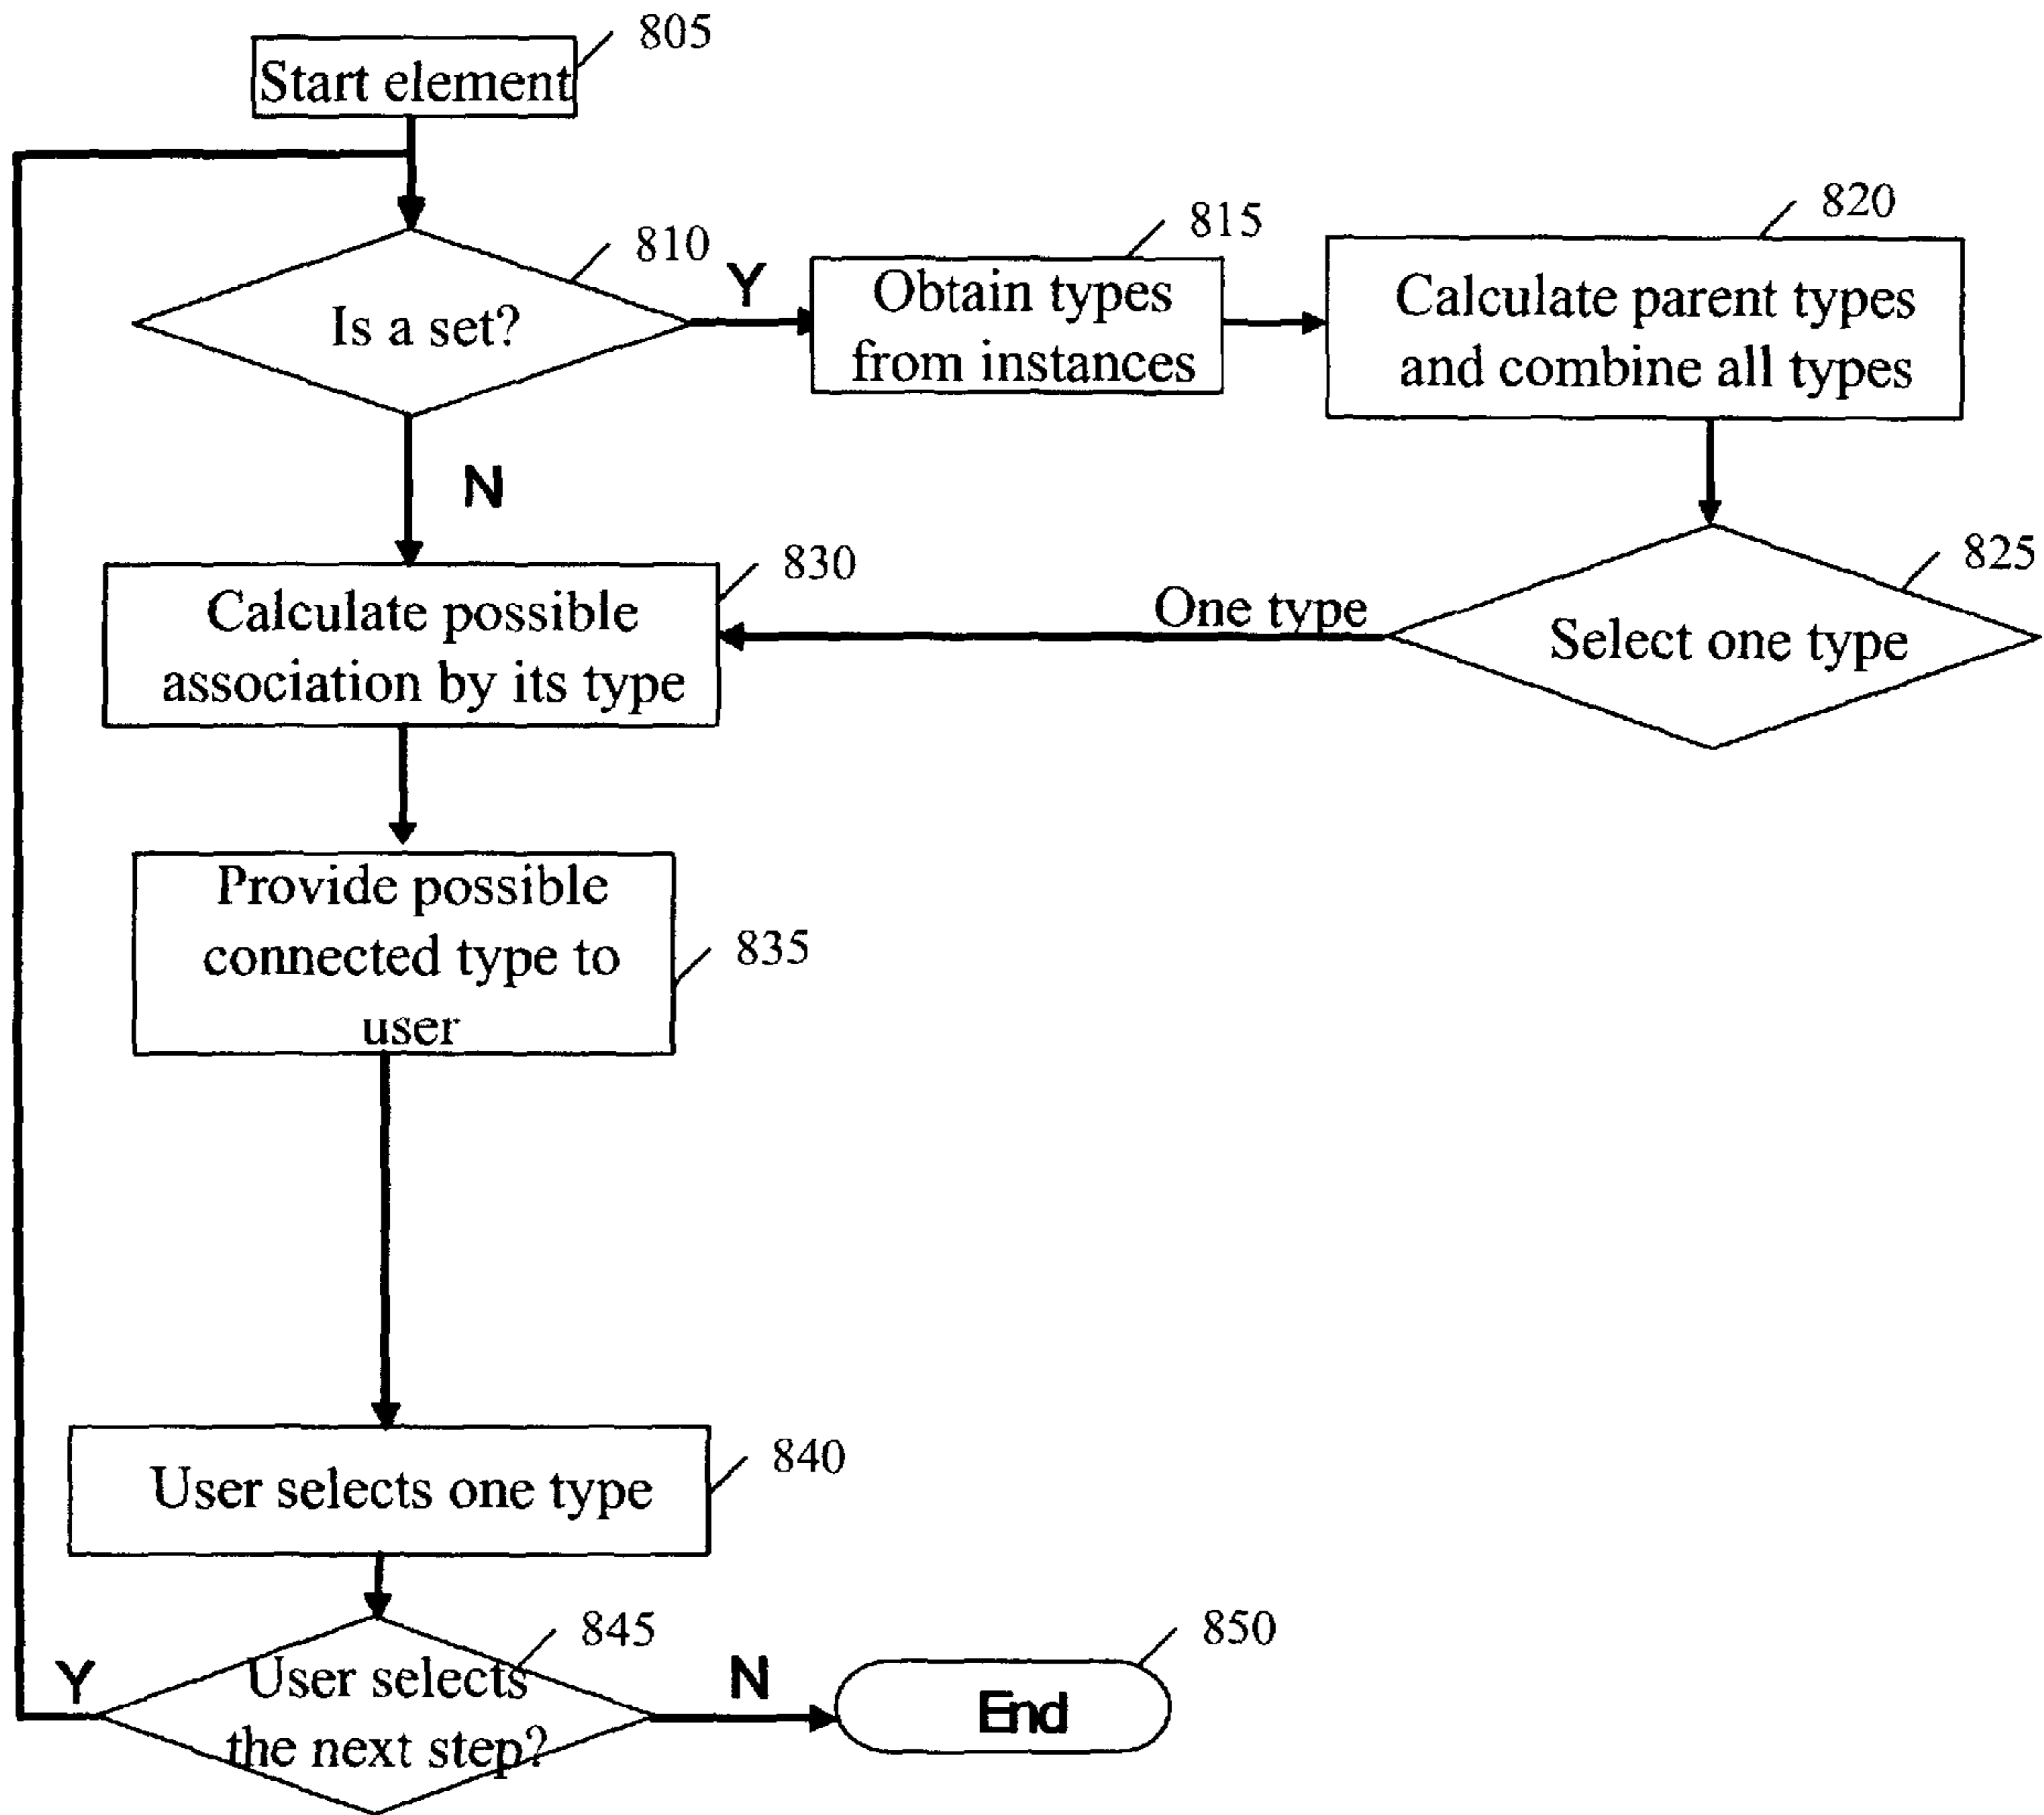 805
Start element
810
Is a set?
Y
815
Obtain types
from instances
820
Calculate parent types
and combine all types
N
825
Select one type
One type
830
Calculate possible
association by its type
Provide possible
connected type to
user
835
User selects one type
840
845
User selects
the next step?
Y
N
850
End